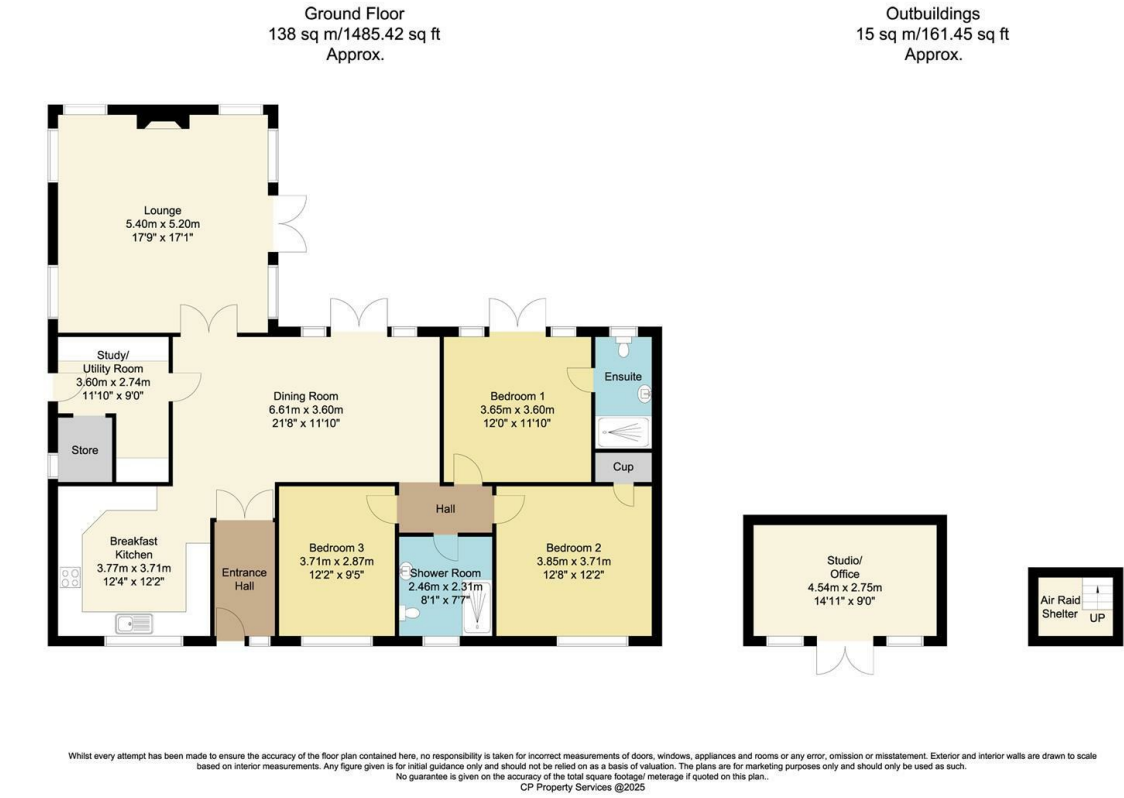 Ground Floor
138 sq m/1485.42 sq ft
Approx.
Outbuildings
15 sq m/161.45 sq ft
Approx.
Lounge
5.40m x 5.20m
17'9" x 17'1"
Study/
Utility Room
3.60m x 2.74m
11'10" x 9'0"
Store
Dining Room
6.61m x 3.60m
21'8" x 11'10"
Bedroom 1
3.65m x 3.60m
12'0" x 11'10"
Ensuite
Cup
Hall
Breakfast
Kitchen
3.77m x 3.71m
12'4" x 12'2"
Entrance
Hall
Bedroom 3
3.71m x 2.87m
12'2" x 9'5"
Shower Room
2.46m x 2.31m
8'1" x 7'7"
Bedroom 2
3.85m x 3.71m
12'8" x 12'2"
Studio/
Office
4.54m x 2.75m
14'11" x 9'0"
Air Raid
Shelter
UP
Whilst every attempt has been made to ensure the accuracy of the floor plan contained here, no responsibility is taken for incorrect measurements of doors, windows, appliances and rooms or any error, omission or misstatement. Exterior and interior walls are drawn to scale
based on interior measurements. Any figure given is for initial guidance only and should not be relied on as a basis of valuation. The plans are for marketing purposes only and should only be used as such.
No guarantee is given on the accuracy of the total square footage/ meterage if quoted on this plan..
CP Property Services @2025